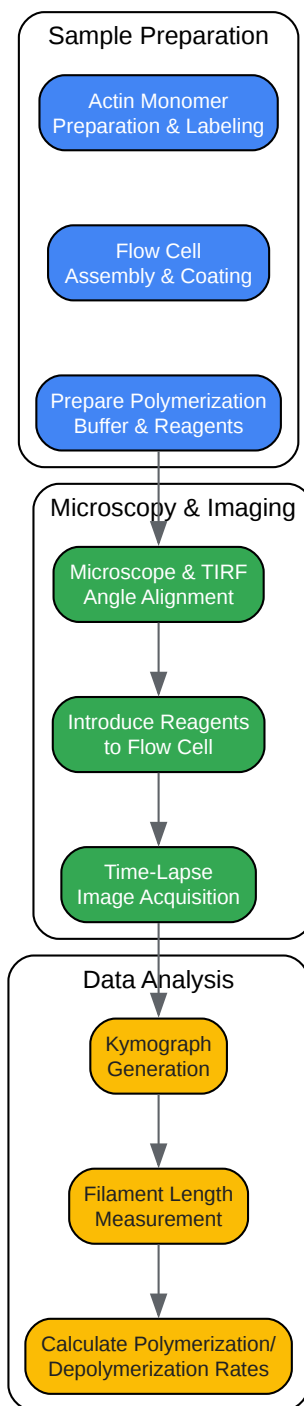 Sample Preparation
Actin Monomer
Preparation & Labeling
Flow Cell
Assembly & Coating
Prepare Polymerization
Buffer & Reagents
Microscopy & Imaging
Microscope & TIRF
Angle Alignment
Introduce Reagents
to Flow Cell
Time-Lapse
Image Acquisition
Data Analysis
Kymograph
Generation
Filament Length
Measurement
Calculate Polymerization/
Depolymerization Rates